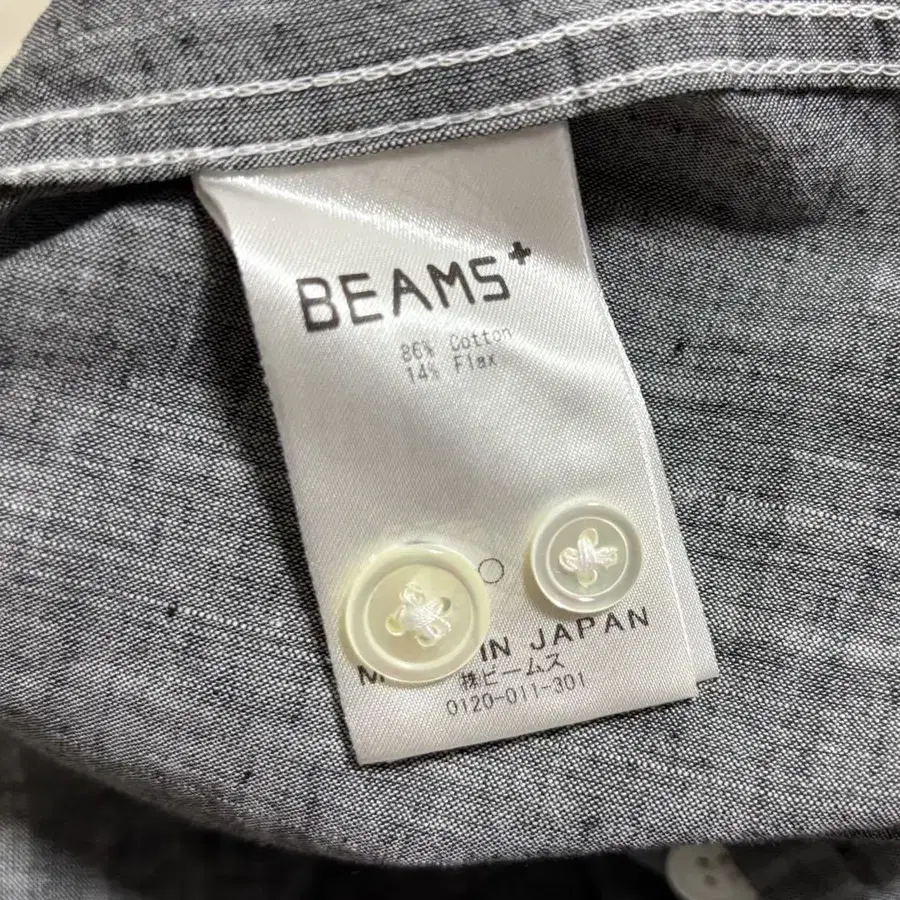 BEAMS+
86% Cotton
14% Flax
IN JAPAN
㈱ビームス
0120-011-301